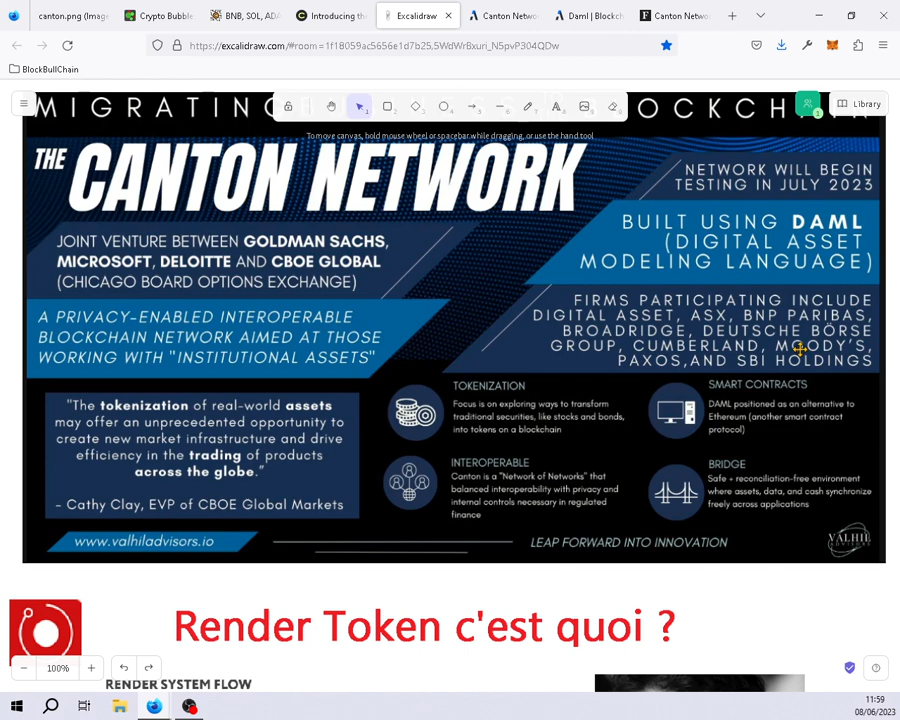 canton.png (Imag
Crypto Bubble
BNB, SOL, ADA
Introducing the
Excalidraw
Canton Netwo
Daml | Blockch
Canton Netwo
https://excalidraw.com/#room=1f18059ac5656e1d7b25,5WdWrBxuri_N5pvP304QDw
BlockBullChain
MIGRATING
OCKCH
Library
To move canvas, hold mouse wheel or spacebar while dragging, or use the hand tool
THE CANTON NETWORK
NETWORK WILL BEGIN
TESTING IN JULY 2023
JOINT VENTURE BETWEEN GOLDMAN SACHS,
MICROSOFT, DELOITTE AND CBOE GLOBAL
(CHICAGO BOARD OPTIONS EXCHANGE)
BUILT USING DAML
(DIGITAL ASSET
MODELING LANGUAGE)
A PRIVACY-ENABLED INTEROPERABLE
BLOCKCHAIN NETWORK AIMED AT THOSE
WORKING WITH "INSTITUTIONAL ASSETS"
FIRMS PARTICIPATING INCLUDE
DIGITAL ASSET, ASX, BNP PARIBAS,
BROADRIDGE, DEUTSCHE BÖRSE
GROUP, CUMBERLAND, MOODY'S,
PAXOS,AND SBI HOLDINGS
"The tokenization of real-world assets
may offer an unprecedented opportunity to
create new market infrastructure and drive
efficiency in the trading of products
across the globe."
– Cathy Clay, EVP of CBOE Global Markets
TOKENIZATION
Focus is on exploring ways to transform
traditional securities, like stocks and bonds,
into tokens on a blockchain
SMART CONTRACTS
DAML positioned as an alternative to
Ethereum (another smart contract
protocol)
INTEROPERABLE
Canton is a "Network of Networks" that
balanced interoperability with privacy and
internal controls necessary in regulated
finance
BRIDGE
Safe + reconciliation-free environment
where assets, data, and cash synchronize
freely across applications
www.valhiladvisors.io
LEAP FORWARD INTO INNOVATION
VALHIL
ADVISORS
Render Token c'est quoi ?
100%
RENDER SYSTEM FLOW
11:59
08/06/2023